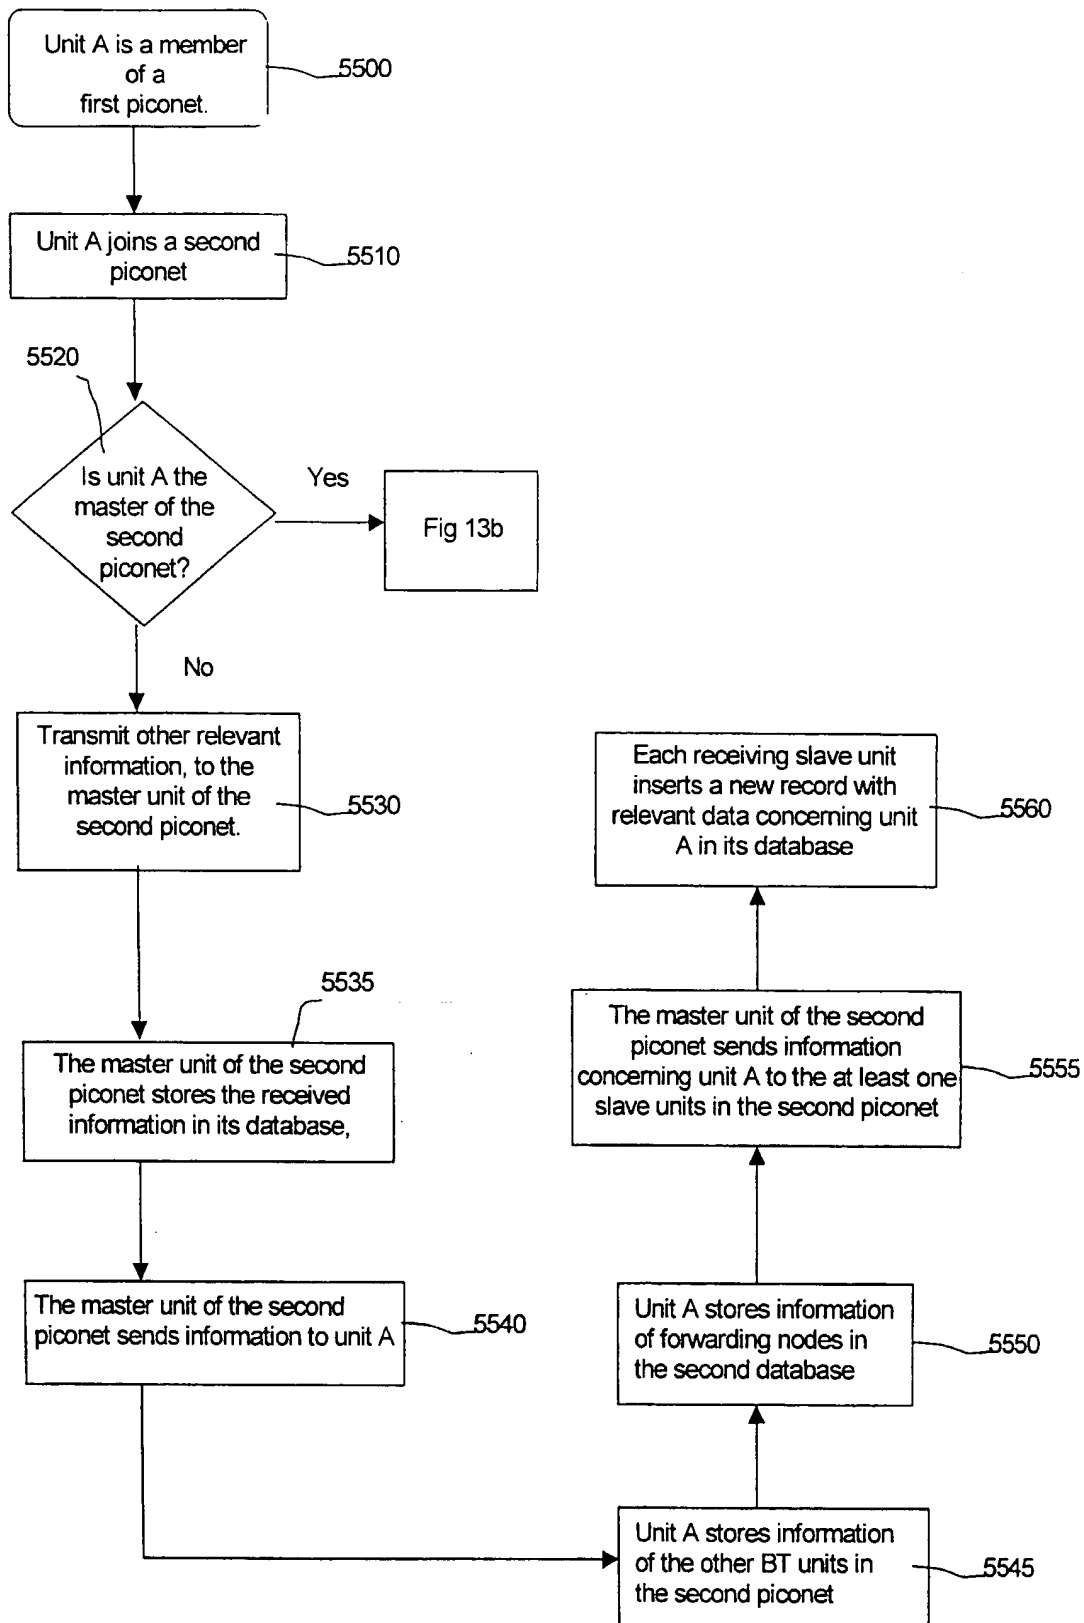 Unit A is a member
of a
first piconet.
5500
Unit A joins a second
piconet
5510
5520
Is unit A the
master of the
second
piconet?
Yes
Fig 13b
No
Transmit other relevant
information, to the
master unit of the
second piconet.
5530
5535
The master unit of the second
piconet stores the received
information in its database,
The master unit of the second
piconet sends information to unit A
5540
Unit A stores information
of the other BT units in
the second piconet
5545
Unit A stores information
of forwarding nodes in
the second database
5550
The master unit of the second
piconet sends information
concerning unit A to the at least one
slave units in the second piconet
5555
Each receiving slave unit
inserts a new record with
relevant data concerning unit
A in its database
5560